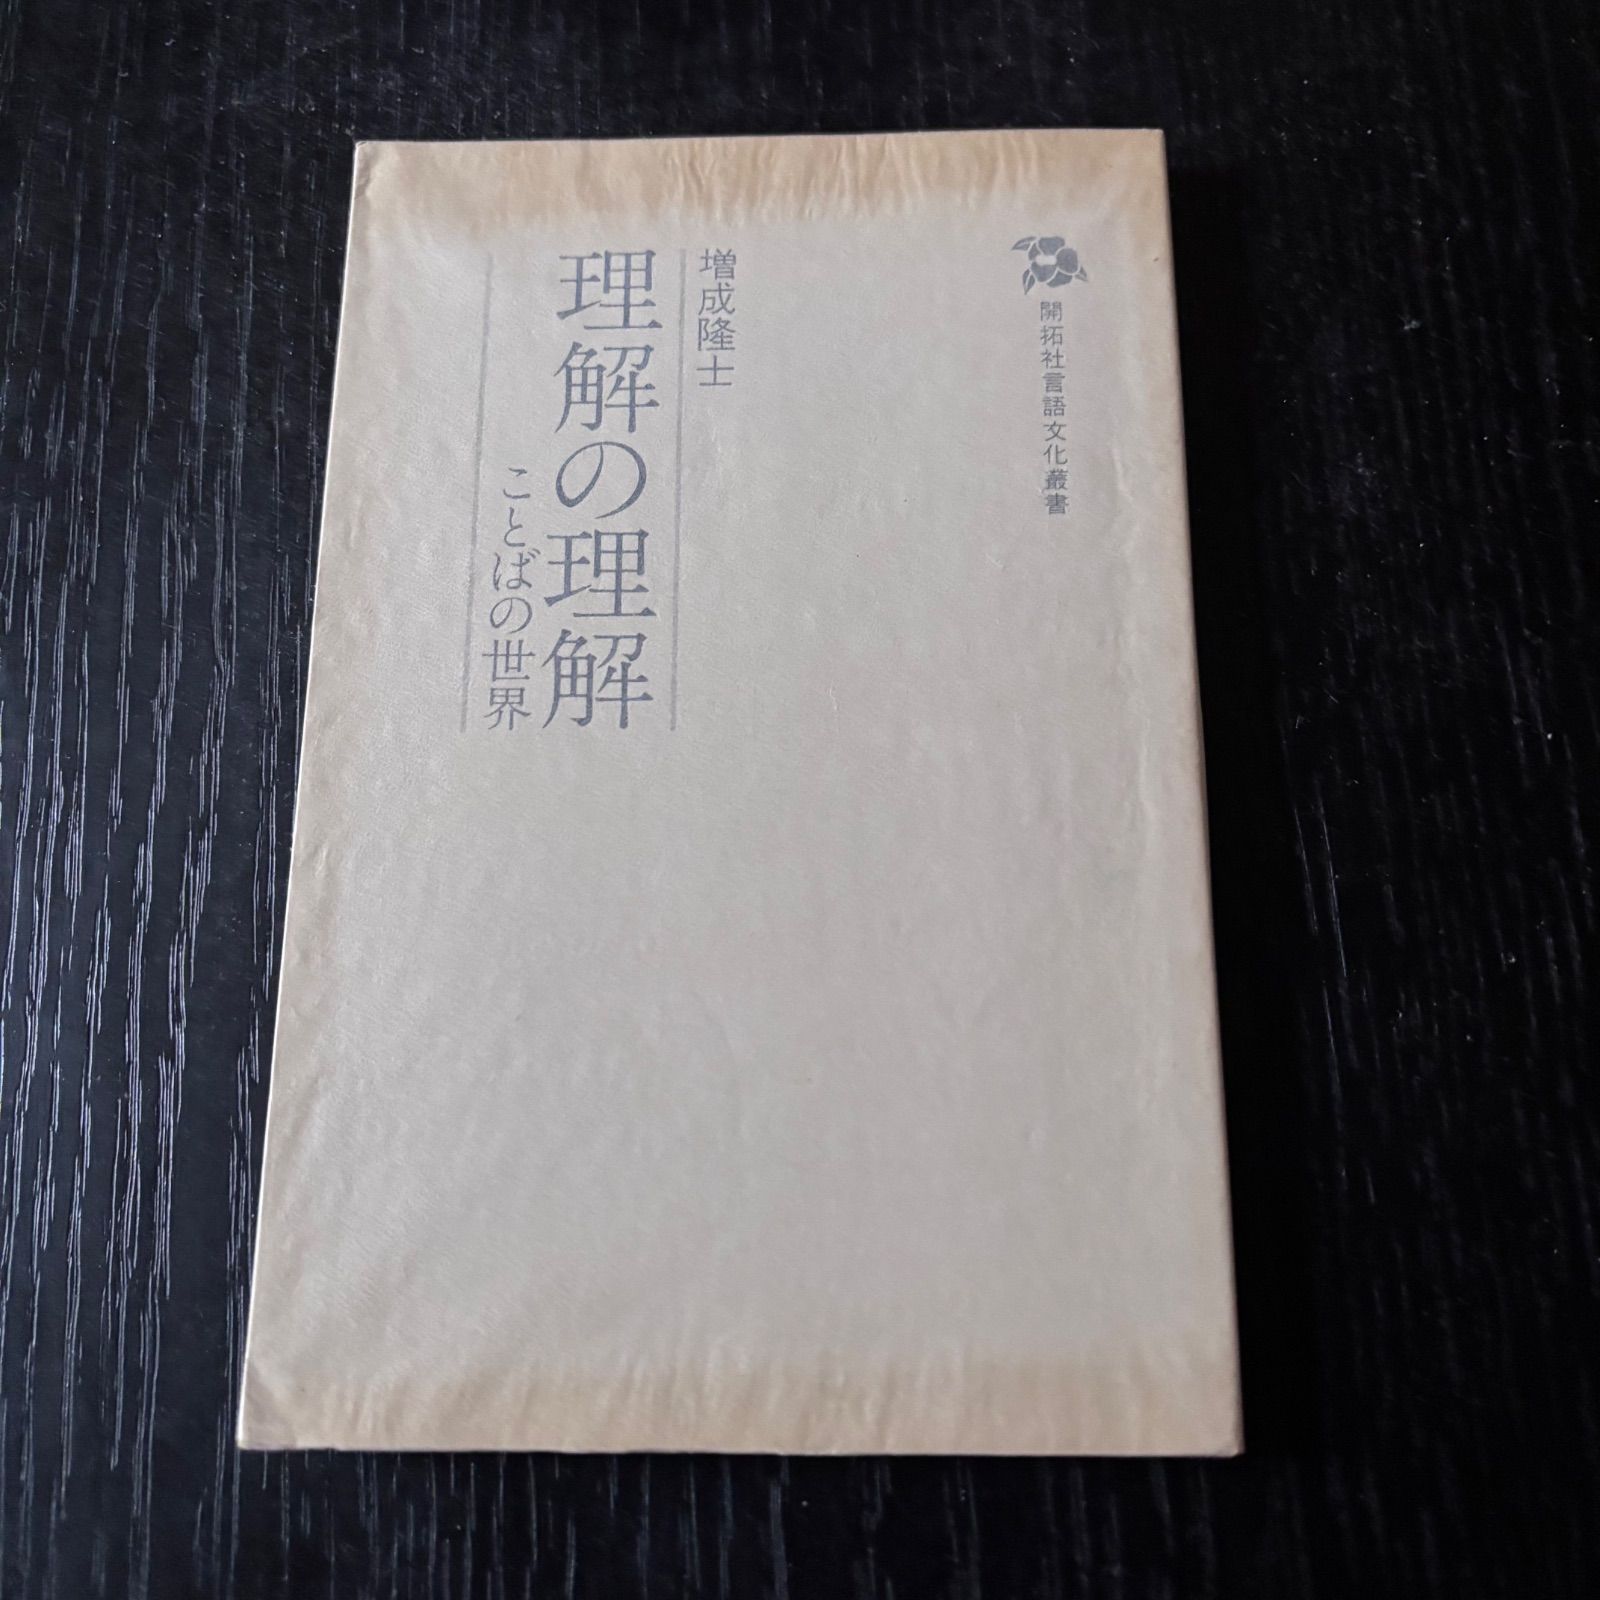 開拓社言語文化叢書
増成隆士
理解の理解
ことばの世界